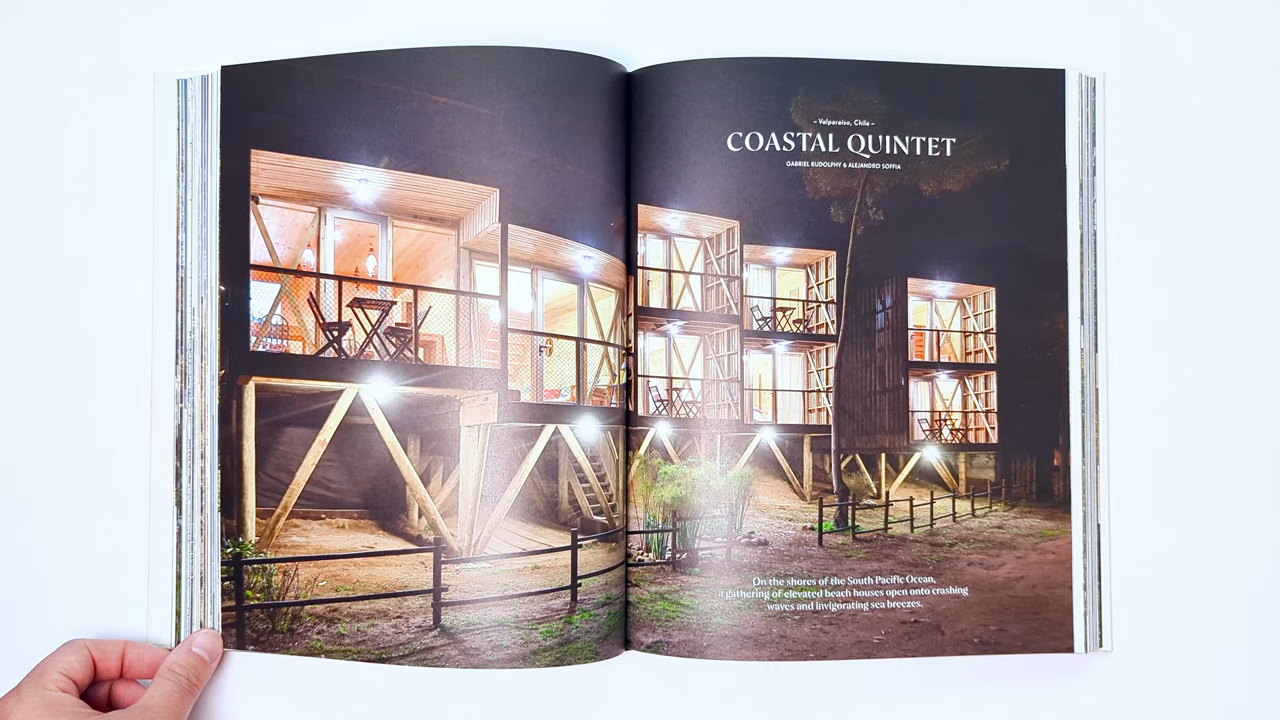 – Valparaíso, Chile –
COASTAL QUINTET
GABRIEL RUDOLPHY & ALEJANDRO SOFFIA
On the shores of the South Pacific Ocean,
a gathering of elevated beach houses open onto crashing
waves and invigorating sea breezes.